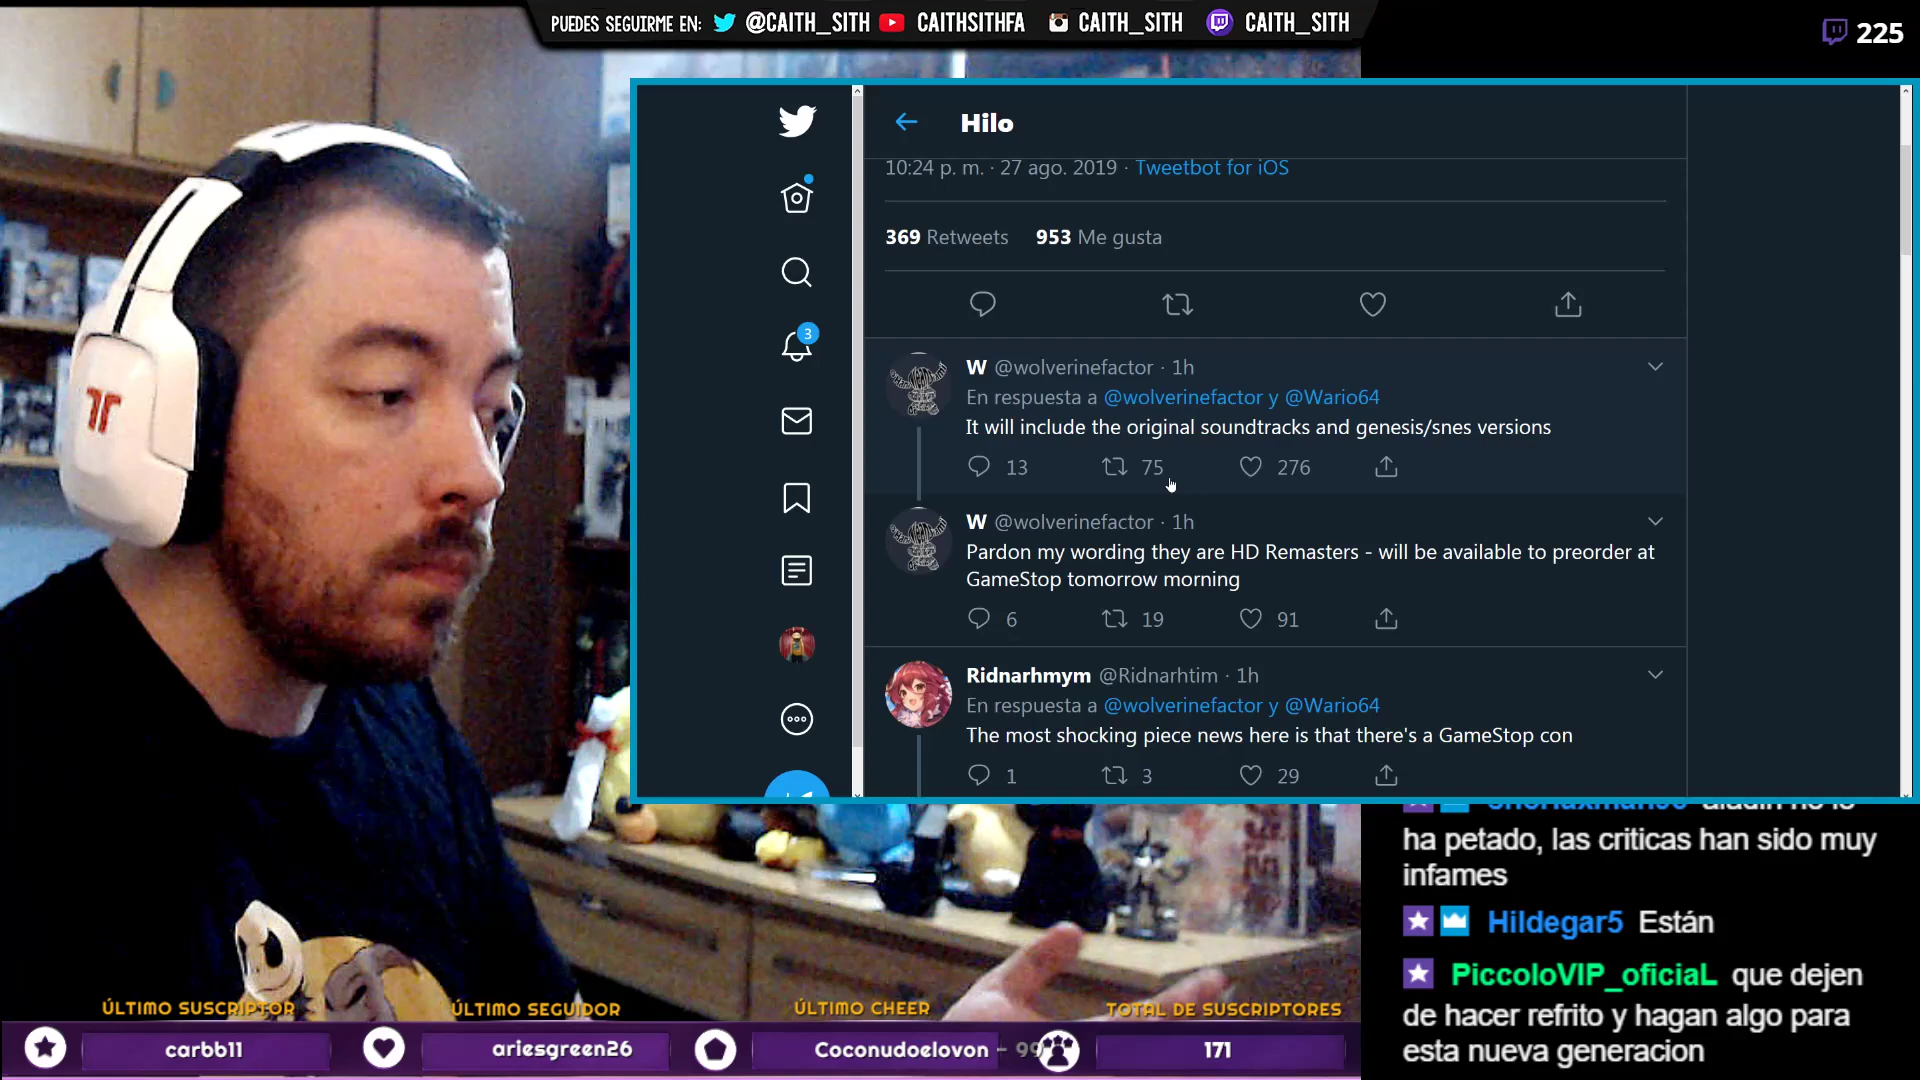 PUEDES SEGUIRME EN: @CAITH_SITH CAITHSITHFA CAITH_SITH CAITH_SITH
225
Hilo
10:24 p. m. · 27 ago. 2019 · Tweetbot for iOS
369 Retweets 953 Me gusta
3
W @wolverinefactor · 1h
En respuesta a @wolverinefactor y @Wario64
It will include the original soundtracks and genesis/snes versions
13 75 276
W @wolverinefactor · 1h
Pardon my wording they are HD Remasters - will be available to preorder at
GameStop tomorrow morning
6 19 91
Ridnarhmym @Ridnarhtim · 1h
En respuesta a @wolverinefactor y @Wario64
The most shocking piece news here is that there's a GameStop con
1 3 29
ha petado, las criticas han sido muy
infames
Hildegar5 Están
PiccoloVIP_oficiaL que dejen
de hacer refrito y hagan algo para
esta nueva generacion
ÚLTIMO SUSCRIPTOR ÚLTIMO SEGUIDOR ÚLTIMO CHEER TOTAL DE SUSCRIPTORES
carbb11 ariesgreen26 Coconudoelovon - 99 171